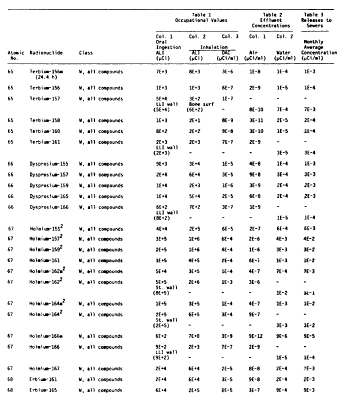 Table 1 Table 2 Table 3
Occupational Values Effluent Concentrations Releases to Sewers
Col. 1 Col. 2 Col. 3 Col. 1 Col. 2
Oral Ingestion Inhalation Monthly Average
Atomic No. Radionuclide Class ALI (µCi) ALI (µCi) DAC (µCi/ml) Air (µCi/ml) Water (µCi/ml) Concentration (µCi/ml)
65 Terbium-156m (24.4 h) W, all compounds 7E+3 8E+3 3E-6 1E-8 1E-4 1E-3
65 Terbium-156 W, all compounds 1E+3 1E+3 6E-7 2E-9 1E-5 1E-4
65 Terbium-157 W, all compounds 5E+4 3E+2 1E-7 - - -
LLI wall Bone surf
(5E+4) (6E+2) - 8E-10 7E-4 7E-3
65 Terbium-158 W, all compounds 1E+3 2E+1 8E-9 3E-11 2E-5 2E-4
65 Terbium-160 W, all compounds 8E+2 2E+2 9E-8 3E-10 1E-5 1E-4
65 Terbium-161 W, all compounds 2E+3 2E+3 7E-7 2E-9 - -
LLI wall
(2E+3) - - - 3E-5 3E-4
66 Dysprosium-155 W, all compounds 9E+3 3E+4 1E-5 4E-8 1E-4 1E-3
66 Dysprosium-157 W, all compounds 2E+4 6E+4 3E-5 9E-8 3E-4 3E-3
66 Dysprosium-159 W, all compounds 1E+4 2E+3 1E-6 3E-9 2E-4 2E-3
66 Dysprosium-165 W, all compounds 1E+4 5E+4 2E-5 6E-8 2E-4 2E-3
66 Dysprosium-166 W, all compounds 6E+2 7E+2 3E-7 1E-9 - -
LLI wall
(8E+2) - - - 1E-5 1E-4
67 Holmium-155² W, all compounds 4E+4 2E+5 6E-5 2E-7 6E-4 6E-3
67 Holmium-157² W, all compounds 3E+5 1E+6 6E-4 2E-6 4E-3 4E-2
67 Holmium-159² W, all compounds 2E+5 1E+6 4E-4 1E-6 3E-3 3E-2
67 Holmium-161 W, all compounds 1E+5 4E+5 2E-4 6E-7 1E-3 1E-2
67 Holmium-162m² W, all compounds 5E+4 3E+5 1E-4 4E-7 7E-4 7E-3
67 Holmium-162² W, all compounds 5E+5 2E+6 1E-3 3E-6 - -
St. wall
(8E+5) - - - 1E-2 1E-1
67 Holmium-164m² W, all compounds 1E+5 3E+5 1E-4 4E-7 1E-3 1E-2
67 Holmium-164² W, all compounds 2E+5 6E+5 3E-4 9E-7 - -
St. wall
(2E+5) - - - 3E-3 3E-2
67 Holmium-166m W, all compounds 6E+2 7E+0 3E-9 9E-12 9E-6 9E-5
67 Holmium-166 W, all compounds 9E+2 2E+3 7E-7 2E-9 - -
LLI wall
(9E+2) - - - 1E-5 1E-4
67 Holmium-167 W, all compounds 2E+4 6E+4 2E-5 8E-8 2E-4 2E-3
68 Erbium-161 W, all compounds 2E+4 6E+4 3E-5 9E-8 2E-4 2E-3
68 Erbium-165 W, all compounds 6E+4 2E+5 8E-5 3E-7 9E-4 9E-3